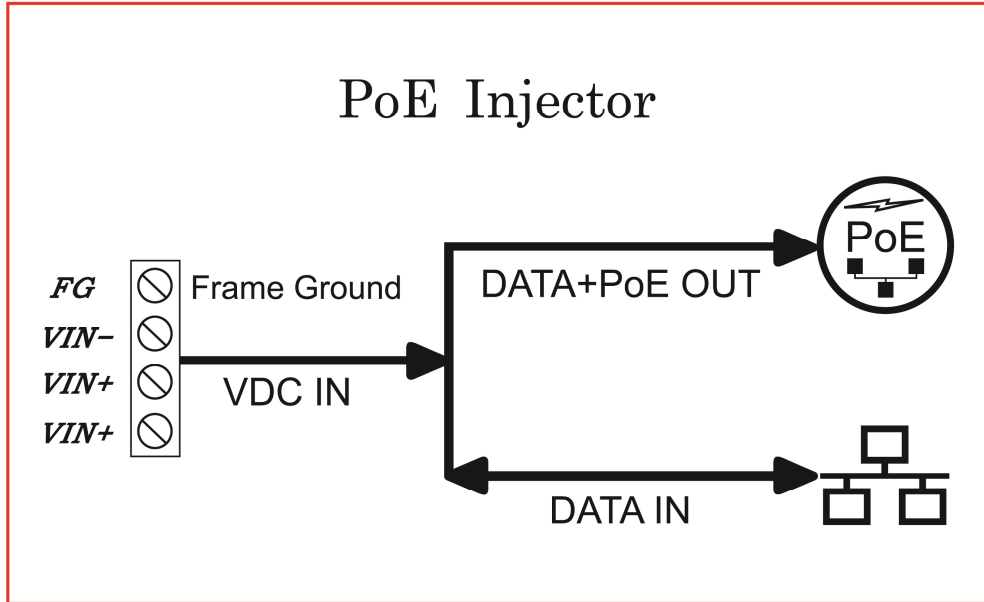 PoE Injector
PoE
DATA+PoE OUT
FG Frame Ground
VIN-
VIN+
VDC IN
VIN+
DATA IN